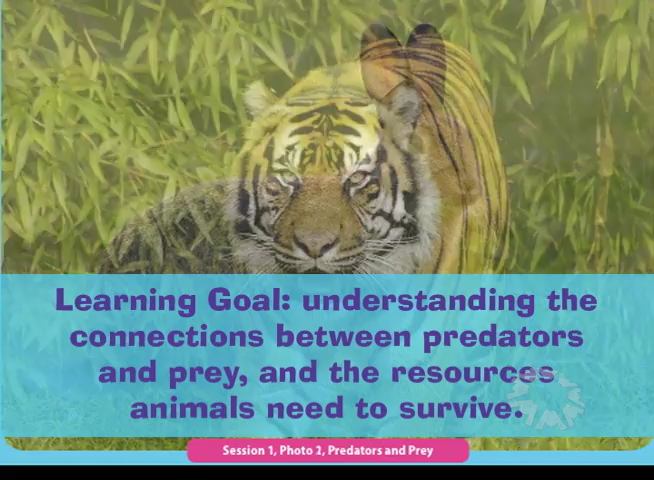 Learning Goal: understanding the
connections between predators
and prey, and the resources
animals need to survive.
Session 1, Photo 2, Predators and Prey